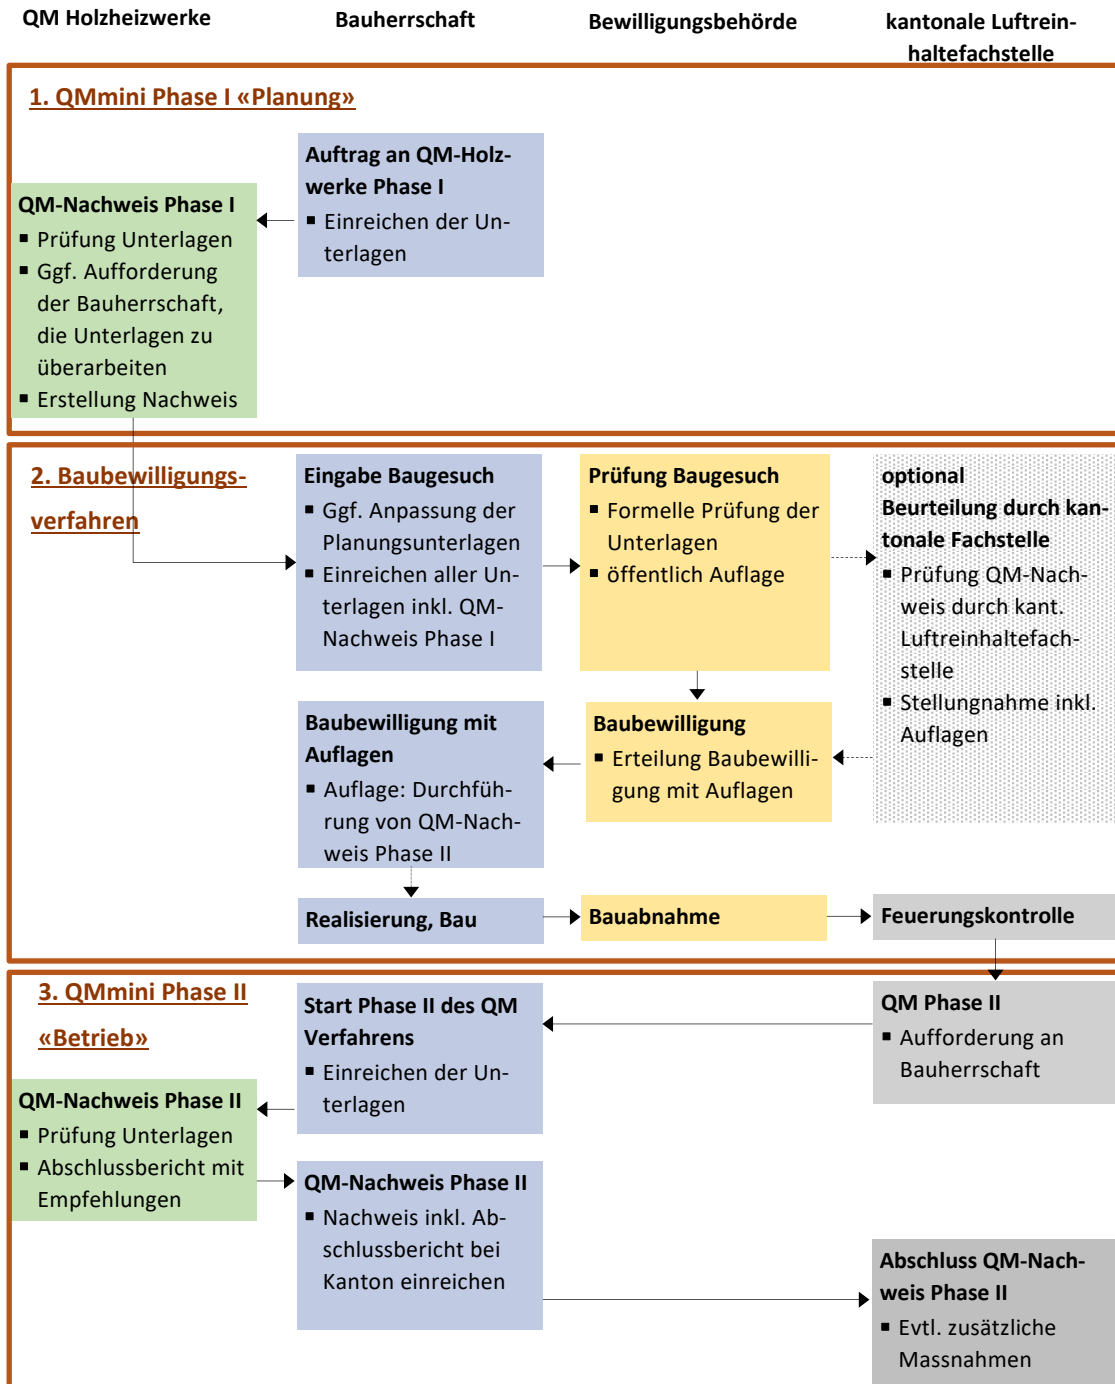 QM Holzheizwerke
Bauherrschaft
Bewilligungsbehörde
kantonale Luftrein-
haltefachstelle
1. QMmini Phase I «Planung»
Auftrag an QM-Holz-
werke Phase I
▪ Einreichen der Un-
terlagen
QM-Nachweis Phase I
▪ Prüfung Unterlagen
▪ Ggf. Aufforderung
der Bauherrschaft,
die Unterlagen zu
überarbeiten
▪ Erstellung Nachweis
2. Baubewilligungs-
verfahren
Eingabe Baugesuch
▪ Ggf. Anpassung der
Planungsunterlagen
▪ Einreichen aller Un-
terlagen inkl. QM-
Nachweis Phase I
Prüfung Baugesuch
▪ Formelle Prüfung der
Unterlagen
▪ öffentlich Auflage
optional
Beurteilung durch kan-
tonale Fachstelle
▪ Prüfung QM-Nach-
weis durch kant.
Luftreinhaltefach-
stelle
▪ Stellungnahme inkl.
Auflagen
Baubewilligung mit
Auflagen
▪ Auflage: Durchfüh-
rung von QM-Nach-
weis Phase II
Baubewilligung
▪ Erteilung Baubewilli-
gung mit Auflagen
Realisierung, Bau
Bauabnahme
Feuerungskontrolle
3. QMmini Phase II
«Betrieb»
Start Phase II des QM
Verfahrens
▪ Einreichen der Un-
terlagen
QM Phase II
▪ Aufforderung an
Bauherrschaft
QM-Nachweis Phase II
▪ Prüfung Unterlagen
▪ Abschlussbericht mit
Empfehlungen
QM-Nachweis Phase II
▪ Nachweis inkl. Ab-
schlussbericht bei
Kanton einreichen
Abschluss QM-Nach-
weis Phase II
▪ Evtl. zusätzliche
Massnahmen